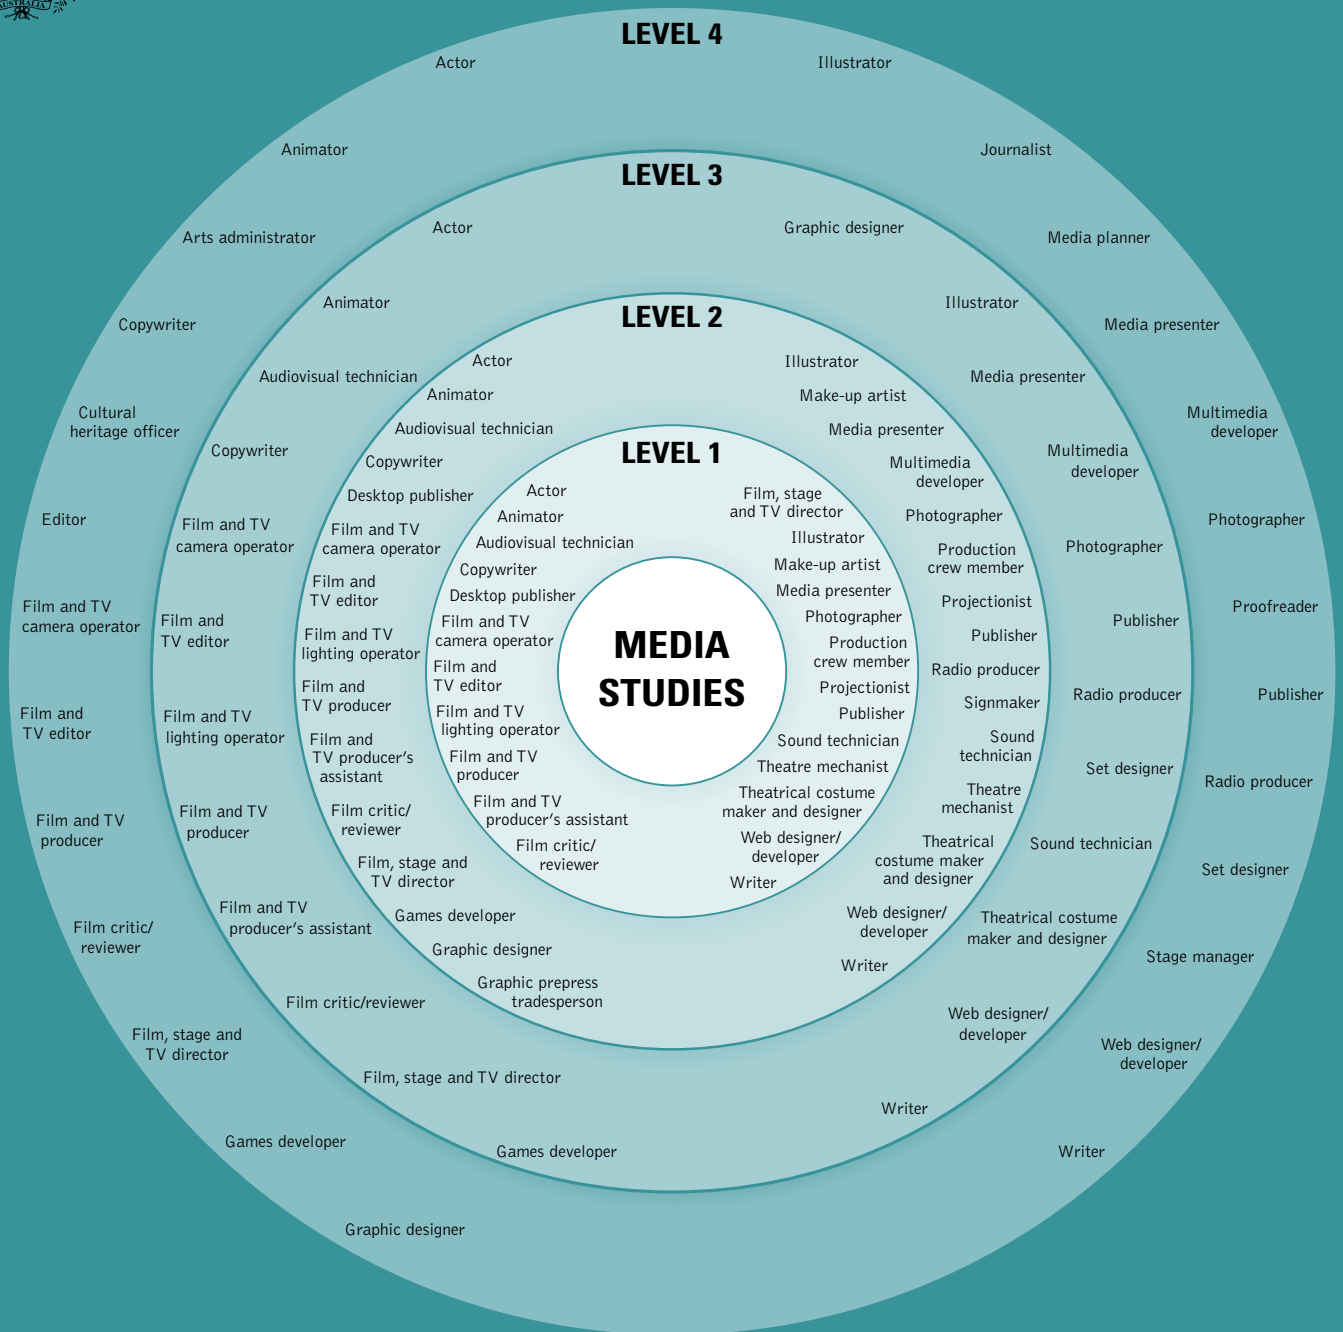 AUSTRALIA
LEVEL 4
Actor
Animator
Arts administrator
Copywriter
Cultural
heritage officer
Editor
Film and TV
camera operator
Film and
TV editor
Film and TV
producer
Film critic/
reviewer
Film, stage and
TV director
Games developer
Graphic designer
Illustrator
Journalist
Media planner
Media presenter
Multimedia
developer
Photographer
Proofreader
Publisher
Radio producer
Set designer
Stage manager
Web designer/
developer
Writer
LEVEL 3
Actor
Animator
Audiovisual technician
Copywriter
Film and TV
camera operator
Film and
TV editor
Film and TV
lighting operator
Film and TV
producer
Film and TV
producer's assistant
Film critic/reviewer
Film, stage and TV director
Games developer
Graphic designer
Illustrator
Media presenter
Multimedia
developer
Photographer
Publisher
Radio producer
Set designer
Sound technician
Theatrical costume
maker and designer
Web designer/
developer
Writer
LEVEL 2
Actor
Animator
Audiovisual technician
Copywriter
Desktop publisher
Film and TV
camera operator
Film and
TV editor
Film and TV
lighting operator
Film and
TV producer
Film and
TV producer's
assistant
Film critic/
reviewer
Film, stage and
TV director
Games developer
Graphic designer
Graphic prepress
tradesperson
Illustrator
Make-up artist
Media presenter
Multimedia
developer
Photographer
Production
crew member
Projectionist
Publisher
Radio producer
Signmaker
Sound
technician
Theatre
mechanist
Theatrical
costume maker
and designer
Web designer/
developer
Writer
LEVEL 1
Actor
Animator
Audiovisual technician
Copywriter
Desktop publisher
Film and TV
camera operator
Film and
TV editor
Film and TV
lighting operator
Film and TV
producer
Film and TV
producer's assistant
Film critic/
reviewer
Film, stage
and TV director
Illustrator
Make-up artist
Media presenter
Photographer
Production
crew member
Projectionist
Publisher
Sound technician
Theatre mechanist
Theatrical costume
maker and designer
Web designer/
developer
Writer
MEDIA
STUDIES